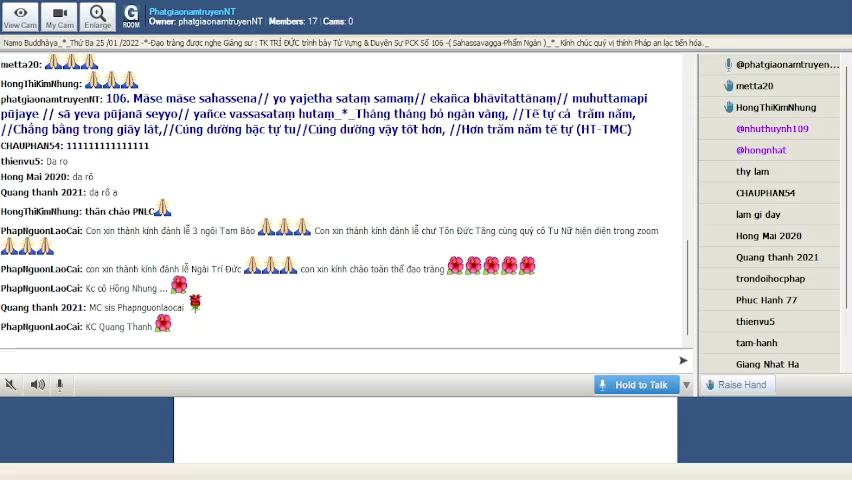 PhatgiaonamtruyenNT
Owner: phatgiaonamtruyenNT | Members: 17 | Cams: 0
View Cam
My Cam
Enlarge
G
ROOM
Namo Buddhàya_*_Thứ Ba 25 /01 /2022 -*-Đạo tràng được nghe Giảng sư : TK TRÍ ĐỨC trình bày Từ Vựng & Duyên Sự PCK Số 106 -( Sahassavagga-Phẩm Ngàn )_*_Kính chúc quý vị thính Pháp an lạc tiến hóa._
metta20:
HongThiKimNhung:
phatgiaonamtruyenNT: 106. Māse māse sahassena// yo yajetha sataṃ samaṃ// ekañca bhāvitattānaṃ// muhuttamapi
pūjaye // sā yeva pūjanā seyyo// yañce vassasataṃ hutaṃ_*_Tháng tháng bỏ ngàn vàng, //Tế tự cả trăm năm,
//Chẳng bằng trong giây lát,//Cúng dường bậc tự tu//Cúng dường vậy tốt hơn, //Hơn trăm năm tế tự (HT-TMC)
CHAUPHAN54: 111111111111111
thienvu5: Da ro
Hong Mai 2020: dạ rõ
Quang thanh 2021: dạ rõ ạ
HongThiKimNhung: thân chào PNLC
PhapNguonLaoCai: Con xin thành kính đảnh lễ 3 ngôi Tam Bảo Con xin thành kính đảnh lễ chư Tôn Đức Tăng cùng quý cô Tu Nữ hiện diện trong zoom
PhapNguonLaoCai: con xin thành kính đảnh lễ Ngài Trí Đức con xin kính chào toàn thể đạo tràng
PhapNguonLaoCai: Kc cô Hồng Nhung ...
Quang thanh 2021: MC sis Phapnguonlaocai
PhapNguonLaoCai: KC Quang Thanh
@phatgiaonamtruyen...
metta20
HongThiKimNhung
@nhuthuynh109
@hongnhat
thy lam
CHAUPHAN54
lam gi day
Hong Mai 2020
Quang thanh 2021
trondoihocphap
Phuc Hanh 77
thienvu5
tam-hanh
Giang Nhat Ha
Hold to Talk
Raise Hand